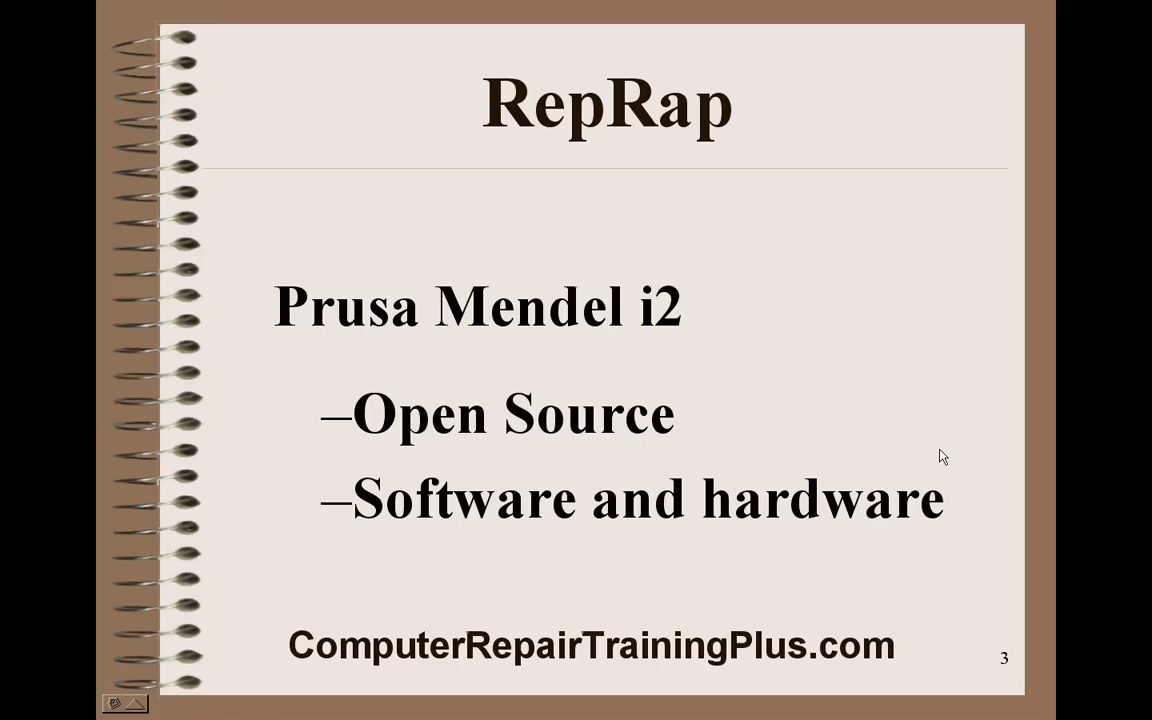 RepRap
Prusa Mendel i2
–Open Source
–Software and hardware
ComputerRepairTrainingPlus.com
3